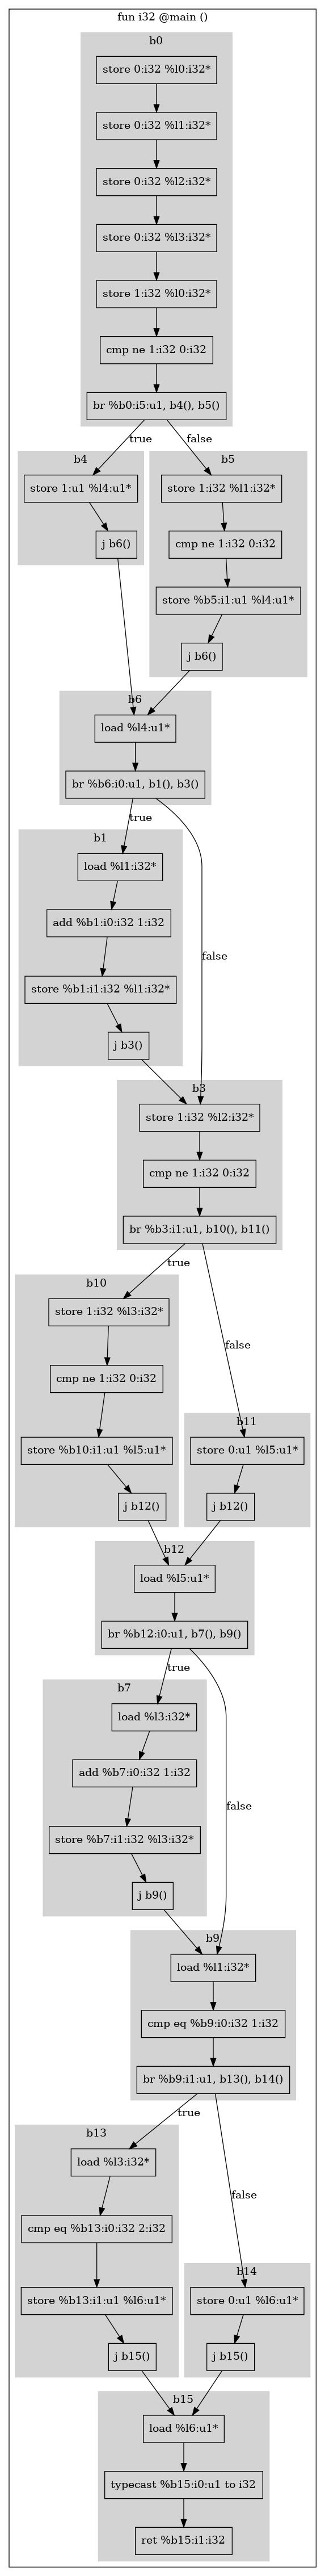 fun i32 @main ()
b0
store 0:i32 %l0:i32*
store 0:i32 %l1:i32*
store 0:i32 %l2:i32*
store 0:i32 %l3:i32*
store 1:i32 %l0:i32*
cmp ne 1:i32 0:i32
br %b0:i5:u1, b4(), b5()
true
false
b4
store 1:u1 %l4:u1*
j b6()
b5
store 1:i32 %l1:i32*
cmp ne 1:i32 0:i32
store %b5:i1:u1 %l4:u1*
j b6()
b6
load %l4:u1*
br %b6:i0:u1, b1(), b3()
true
false
b1
load %l1:i32*
add %b1:i0:i32 1:i32
store %b1:i1:i32 %l1:i32*
j b3()
b3
store 1:i32 %l2:i32*
cmp ne 1:i32 0:i32
br %b3:i1:u1, b10(), b11()
true
false
b10
store 1:i32 %l3:i32*
cmp ne 1:i32 0:i32
store %b10:i1:u1 %l5:u1*
j b12()
b11
store 0:u1 %l5:u1*
j b12()
b12
load %l5:u1*
br %b12:i0:u1, b7(), b9()
true
false
b7
load %l3:i32*
add %b7:i0:i32 1:i32
store %b7:i1:i32 %l3:i32*
j b9()
b9
load %l1:i32*
cmp eq %b9:i0:i32 1:i32
br %b9:i1:u1, b13(), b14()
true
false
b13
load %l3:i32*
cmp eq %b13:i0:i32 2:i32
store %b13:i1:u1 %l6:u1*
j b15()
b14
store 0:u1 %l6:u1*
j b15()
b15
load %l6:u1*
typecast %b15:i0:u1 to i32
ret %b15:i1:i32